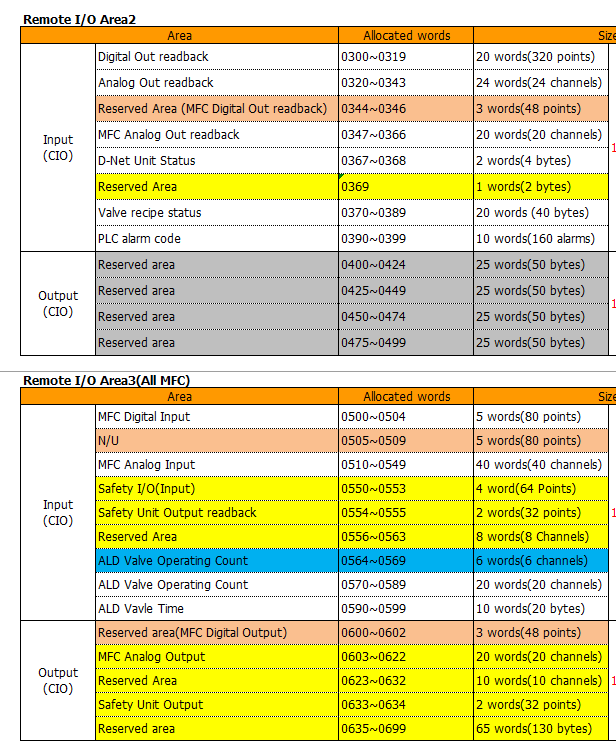 Remote I/O Area2
Area Allocated words Size
Input (CIO)
Digital Out readback 0300~0319 20 words(320 points)
Analog Out readback 0320~0343 24 words(24 channels)
Reserved Area (MFC Digital Out readback) 0344~0346 3 words(48 points)
MFC Analog Out readback 0347~0366 20 words(20 channels)
D-Net Unit Status 0367~0368 2 words(4 bytes)
Reserved Area 0369 1 words(2 bytes)
Valve recipe status 0370~0389 20 words (40 bytes)
PLC alarm code 0390~0399 10 words(160 alarms)
1
Output (CIO)
Reserved area 0400~0424 25 words(50 bytes)
Reserved area 0425~0449 25 words(50 bytes)
Reserved area 0450~0474 25 words(50 bytes)
Reserved area 0475~0499 25 words(50 bytes)
1
Remote I/O Area3(All MFC)
Area Allocated words Size
Input (CIO)
MFC Digital Input 0500~0504 5 words(80 points)
N/U 0505~0509 5 words(80 points)
MFC Analog Input 0510~0549 40 words(40 channels)
Safety I/O(Input) 0550~0553 4 word(64 Points)
Safety Unit Output readback 0554~0555 2 words(32 points)
Reserved Area 0556~0563 8 words(8 Channels)
ALD Valve Operating Count 0564~0569 6 words(6 channels)
ALD Valve Operating Count 0570~0589 20 words(20 channels)
ALD Vavle Time 0590~0599 10 words(20 bytes)
1
Output (CIO)
Reserved area(MFC Digital Output) 0600~0602 3 words(48 points)
MFC Analog Output 0603~0622 20 words(20 channels)
Reserved Area 0623~0632 10 words(10 channels)
Safety Unit Output 0633~0634 2 words(32 points)
Reserved area 0635~0699 65 words(130 bytes)
1